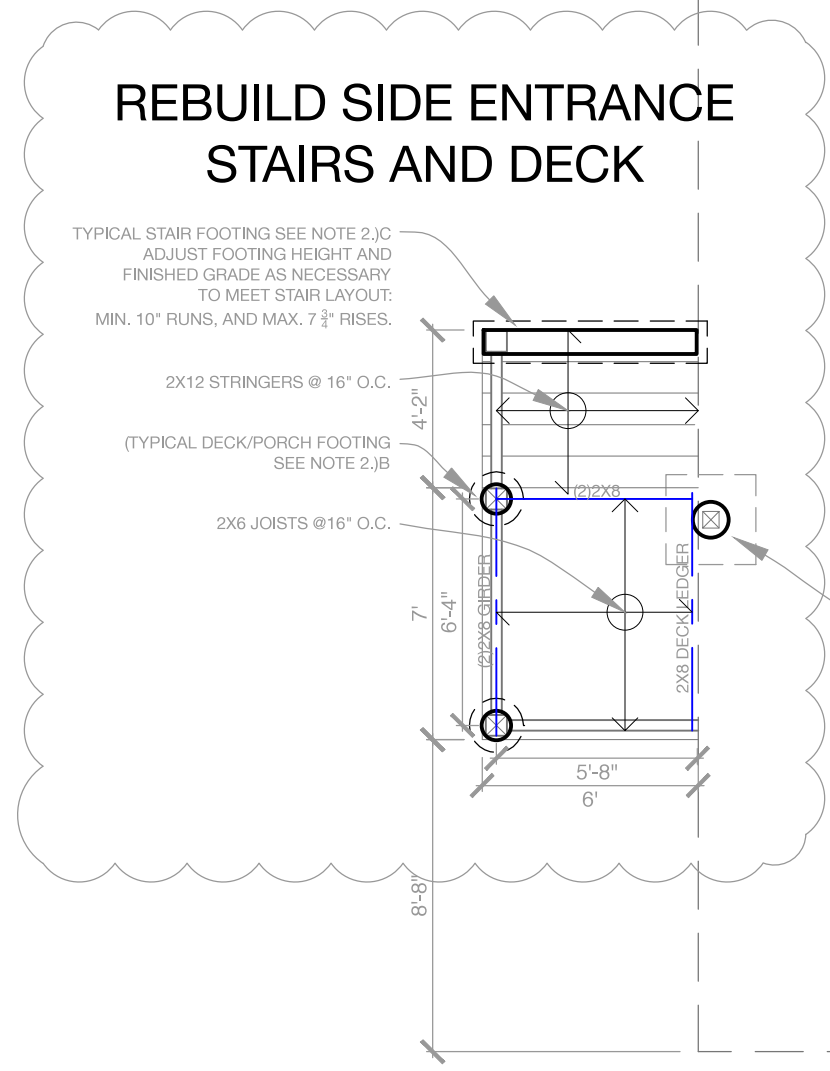 REBUILD SIDE ENTRANCE
STAIRS AND DECK
TYPICAL STAIR FOOTING SEE NOTE 2.)C
ADJUST FOOTING HEIGHT AND
FINISHED GRADE AS NECESSARY
TO MEET STAIR LAYOUT:
MIN. 10" RUNS, AND MAX. 7 3/4" RISES.
2X12 STRINGERS @ 16" O.C.
4'-2"
(TYPICAL DECK/PORCH FOOTING
SEE NOTE 2.)B
(2)2X8
2X6 JOISTS @16" O.C.
7'
6'-4"
(2)2X8 GIRDER
2X8 DECK LEDGER
5'-8"
6'
8'-8"